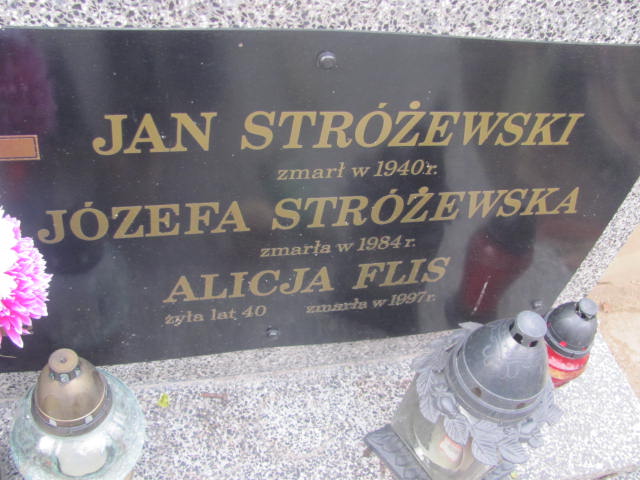 JAN STRÓŻEWSKI
zmarł w 1940 r.
JÓZEFA STRÓŻEWSKA
zmarła w 1984 r.
ALICJA FLIS
żyła lat 40 zmarła w 1997 r.